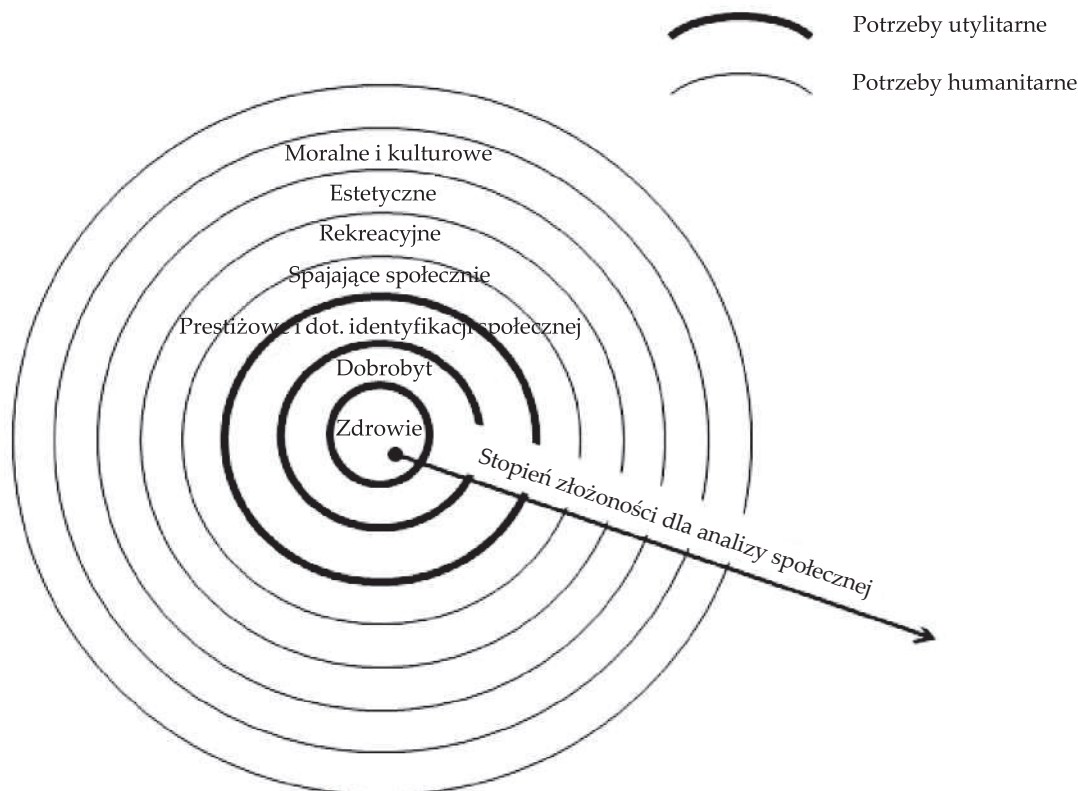 Potrzeby utylitarne
Potrzeby humanitarne
Moralne i kulturowe
Estetyczne
Rekreacyjne
Spajające społecznie
Prestiżowe i dot. identyfikacji społecznej
Dobrobyt
Zdrowie
Stopień złożoności dla analizy społecznej